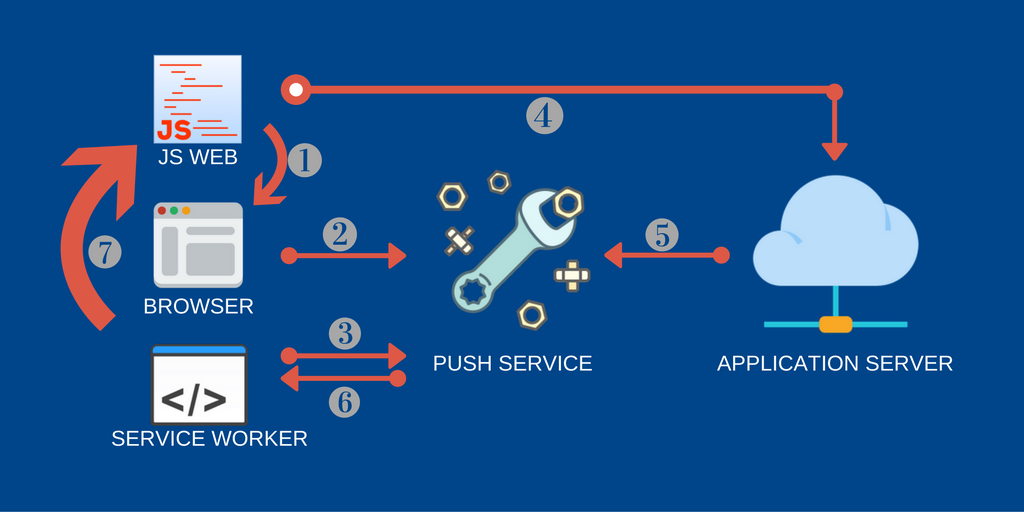 JS
JS WEB
4
1
7
BROWSER
2
5
3
6
</>
SERVICE WORKER
PUSH SERVICE
APPLICATION SERVER